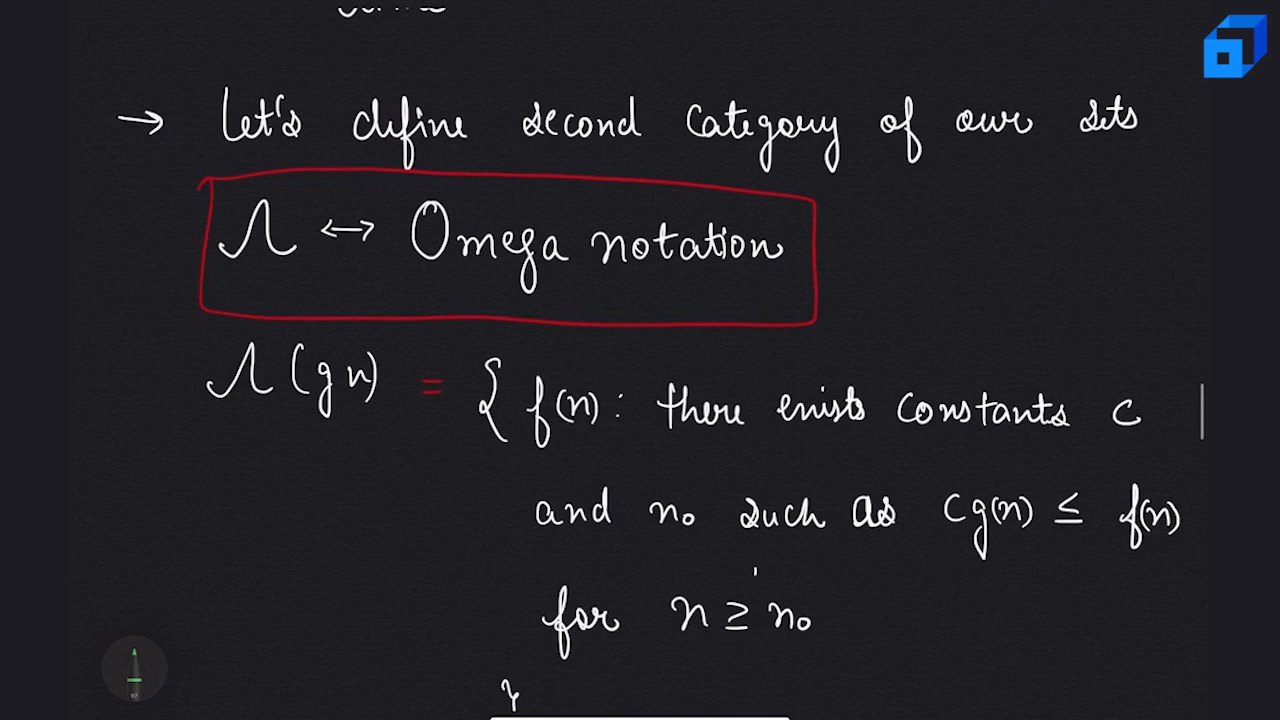 → Let's define second category of our sets
Ω ↔ Omega notation
Ω(gn) = { f(n): there exists constants c
and n₀ such as cg(n) ≤ f(n)
for n ≥ n₀
}